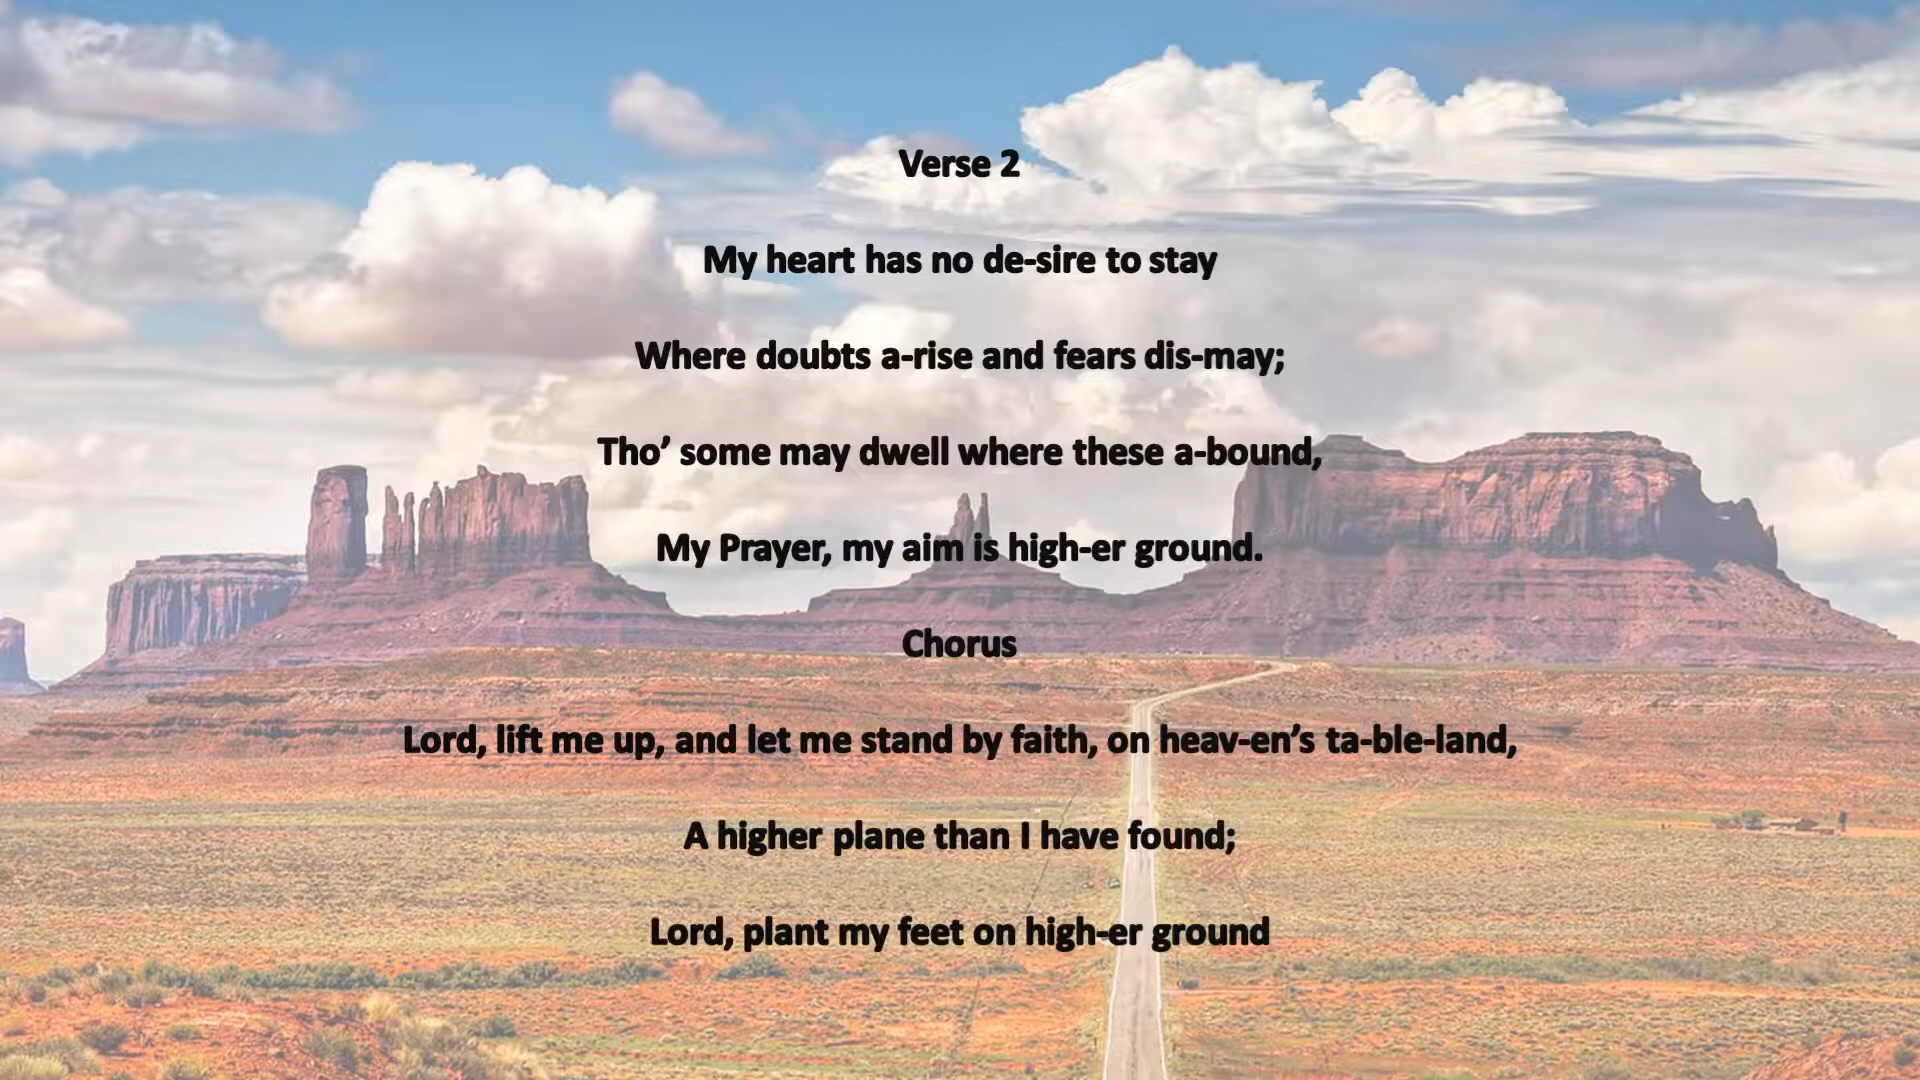 Verse 2
My heart has no de-sire to stay
Where doubts a-rise and fears dis-may;
Tho’ some may dwell where these a-bound,
My Prayer, my aim is high-er ground.
Chorus
Lord, lift me up, and let me stand by faith, on heav-en’s ta-ble-land,
A higher plane than I have found;
Lord, plant my feet on high-er ground